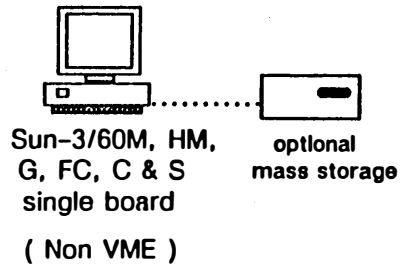 Sun-3/60M, HM,
G, FC, C & S
single board
( Non VME )
optional
mass storage